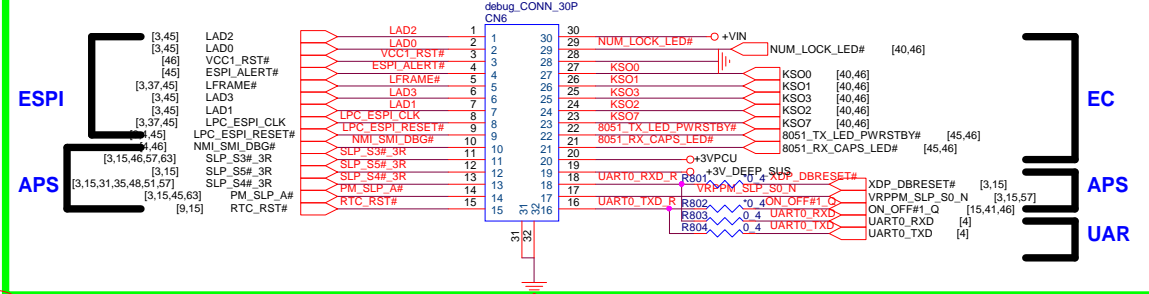 debug_CONN_30P
CN6
ESPI
APS
[3,45] LAD2 LAD2 1 1
[3,45] LAD0 LAD0 2 2
[46] VCC1_RST# VCC1_RST# 3 3
[45] ESPI_ALERT# ESPI_ALERT# 4 4
[3,37,45] LFRAME# LFRAME# 5 5
[3,45] LAD3 LAD3 6 6
[3,45] LAD1 LAD1 7 7
[3,37,45] LPC_ESPI_CLK LPC_ESPI_CLK 8 8
LPC_ESPI_RESET# LPC_ESPI_RESET# 9 9
NMI_SMI_DBG# NMI_SMI_DBG# 10 10
[3,15,46,57,63] SLP_S3#_3R SLP_S3#_3R 11 11
[3,15] SLP_S5#_3R SLP_S5#_3R 12 12
[3,15,31,35,48,51,57] SLP_S4#_3R SLP_S4#_3R 13 13
[3,15,45,63] PM_SLP_A# PM_SLP_A# 14 14
[9,15] RTC_RST# RTC_RST# 15 15
30 30 +VIN
29 29 NUM_LOCK_LED# NUM_LOCK_LED# [40,46]
28 28
27 27 KSO0 KSO0 [40,46]
26 26 KSO1 KSO1 [40,46]
25 25 KSO3 KSO3 [40,46]
24 24 KSO2 KSO2 [40,46]
23 23 KSO7 KSO7 [40,46]
22 22 8051_TX_LED_PWRSTBY# 8051_TX_LED_PWRSTBY# [45,46]
21 21 8051_RX_CAPS_LED# 8051_RX_CAPS_LED# [45,46]
20 20 +3VPCU
19 19 +3V_DEEP_SUS
18 18 UART0_RXD_R R801 *0_4 XDP_DBRESET# XDP_DBRESET# [3,15]
17 17 VRPPM_SLP_S0_N VRPPM_SLP_S0_N [3,15,57]
16 16 UART0_TXD_R R802 *0_4 ON_OFF#1_Q ON_OFF#1_Q [15,41,46]
R803 0_4 UART0_RXD UART0_RXD [4]
R804 0_4 UART0_TXD UART0_TXD [4]
31 32
31 32
EC
APS
UAR